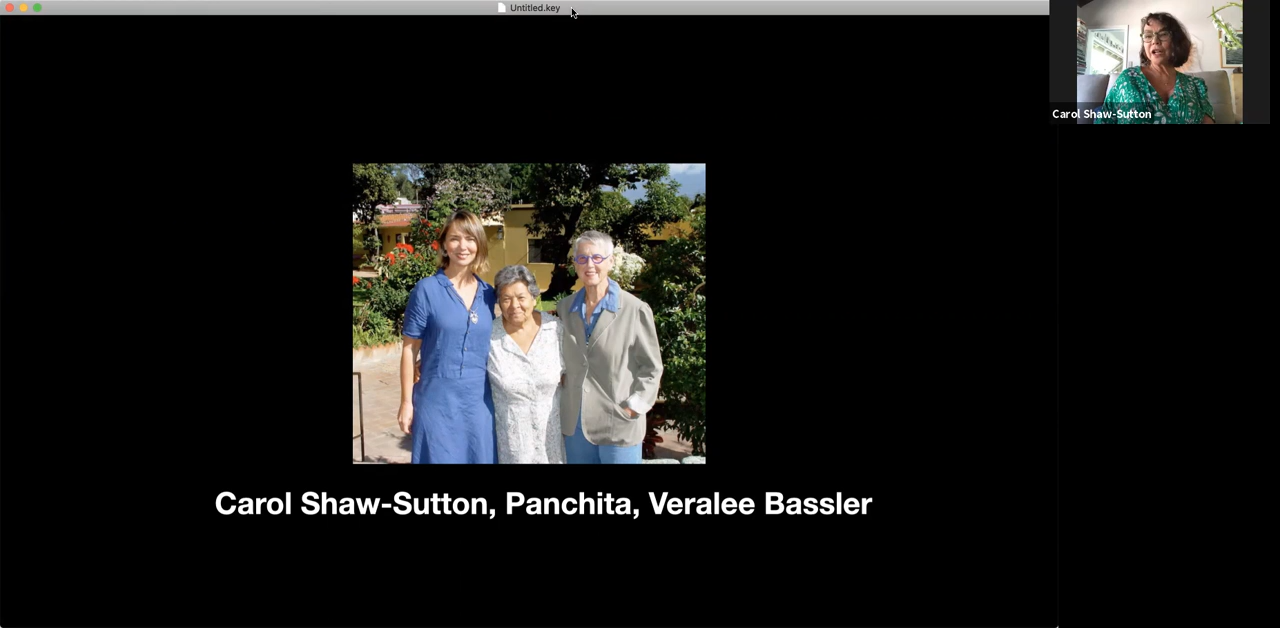 Untitled.key
Carol Shaw-Sutton
Carol Shaw-Sutton, Panchita, Veralee Bassler